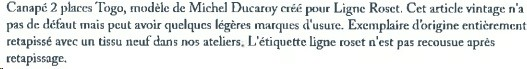 Canapé 2 places Togo, modèle de Michel Ducaroy créé pour Ligne Roset. Cet article vintage n'a
pas de défaut mais peut avoir quelques légères marques d'usure. Exemplaire d'origine entièrement
retapissé avec un tissu neuf dans nos ateliers. L'étiquette ligne roset n'est pas recousue après
retapissage.